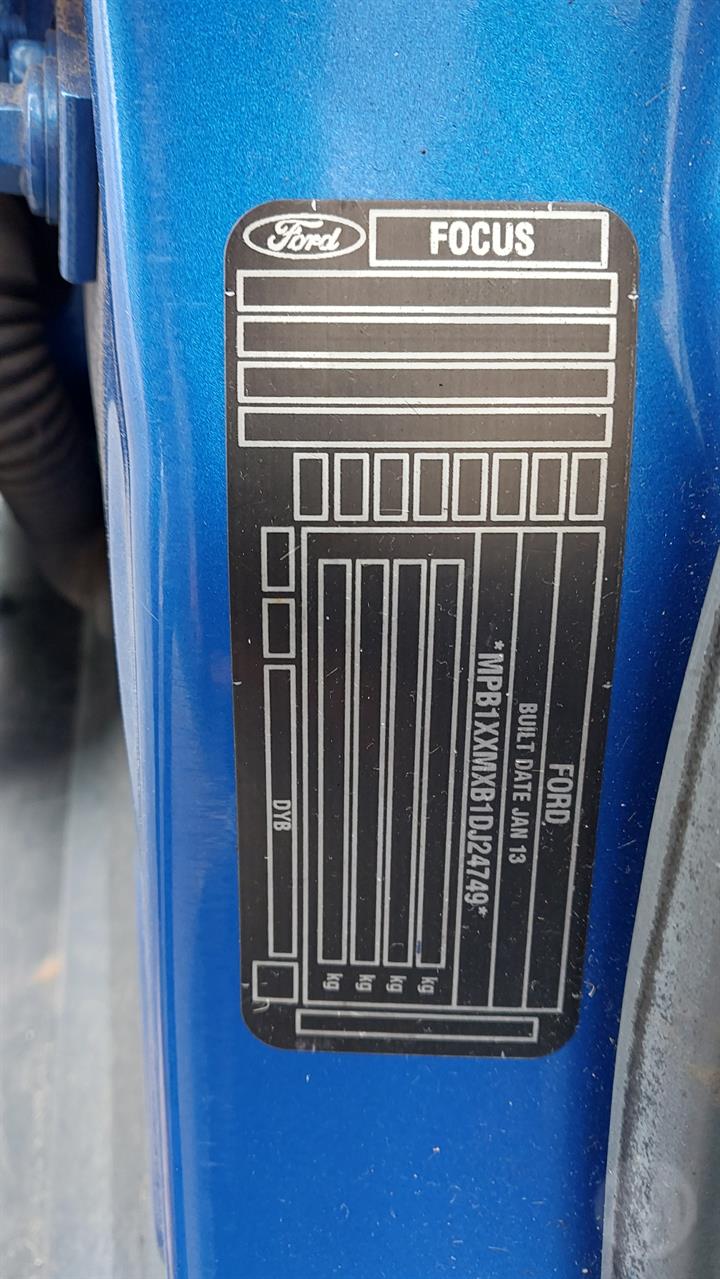 Ford
FOCUS
FORD
BUILT DATE JAN 13
*MPB1XXMXB1DJ24749*
kg
kg
kg
kg
DYB